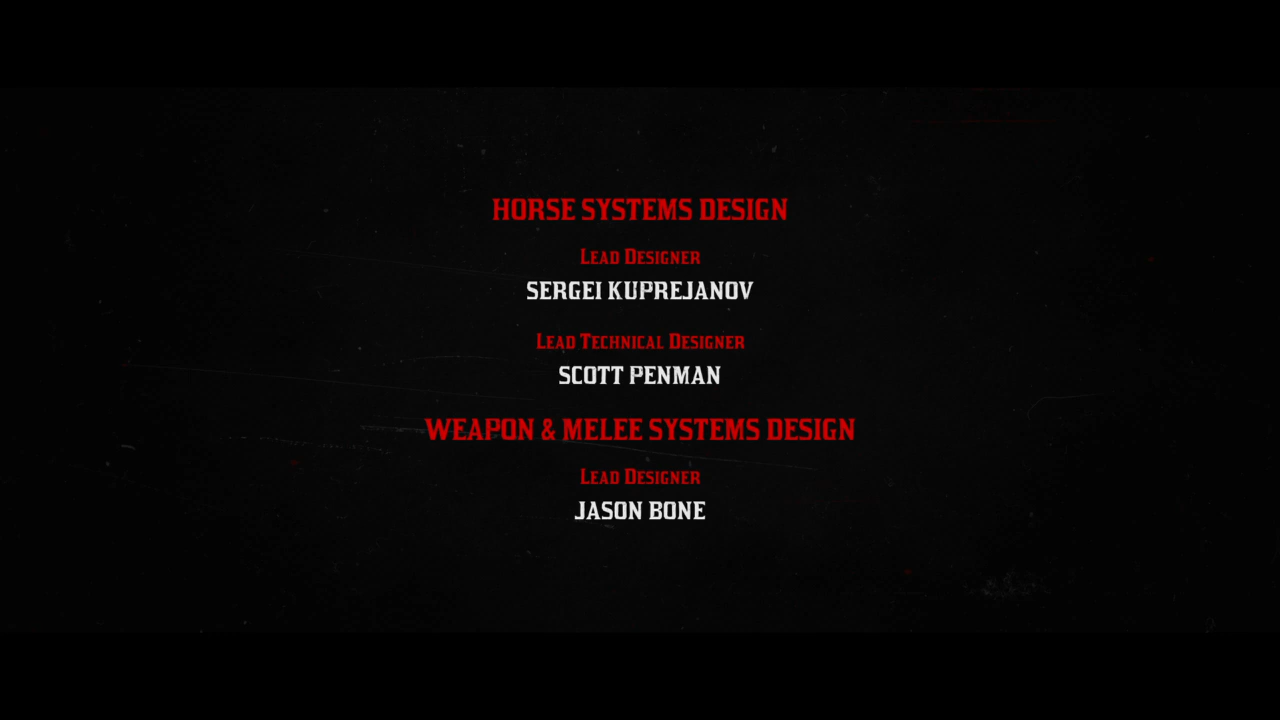 HORSE SYSTEMS DESIGN
LEAD DESIGNER
SERGEI KUPREJANOV
LEAD TECHNICAL DESIGNER
SCOTT PENMAN
WEAPON & MELEE SYSTEMS DESIGN
LEAD DESIGNER
JASON BONE